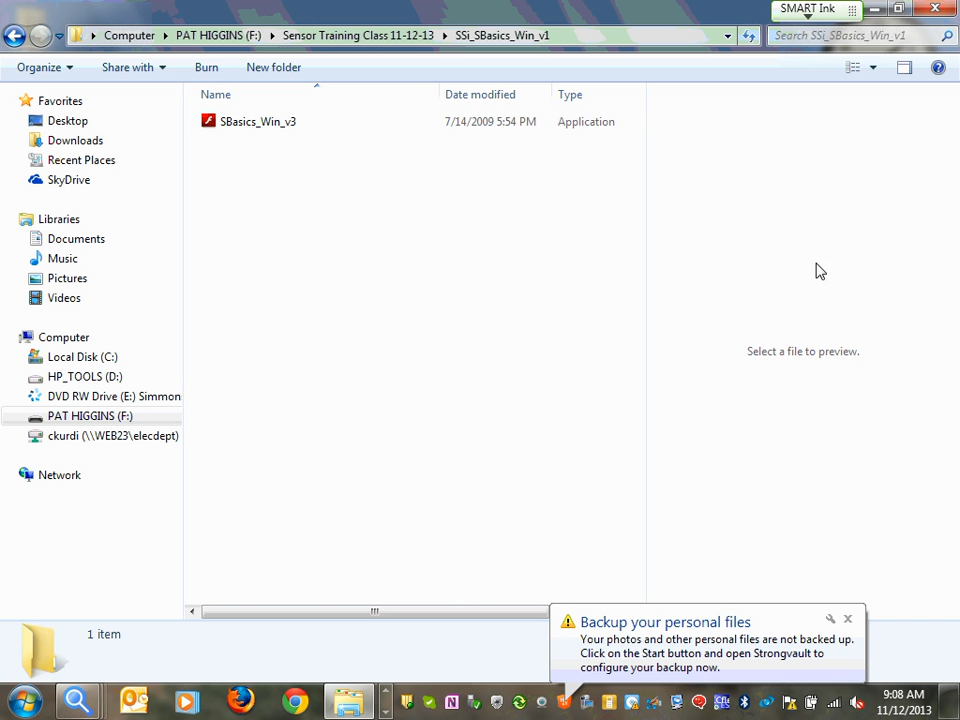 SMART Ink
Computer PAT HIGGINS (F:) Sensor Training Class 11-12-13 SSi_SBasics_Win_v1 Search SSi_SBasics_Win_v1
Organize Share with Burn New folder
Favorites
Desktop
Downloads
Recent Places
SkyDrive
Libraries
Documents
Music
Pictures
Videos
Computer
Local Disk (C:)
HP_TOOLS (D:)
DVD RW Drive (E:) Simmon
PAT HIGGINS (F:)
ckurdi (\\WEB23\elecdept)
Network
Name Date modified Type
SBasics_Win_v3 7/14/2009 5:54 PM Application
Select a file to preview.
1 item
Backup your personal files
Your photos and other personal files are not backed up.
Click on the Start button and open Strongvault to
configure your backup now.
9:08 AM
11/12/2013